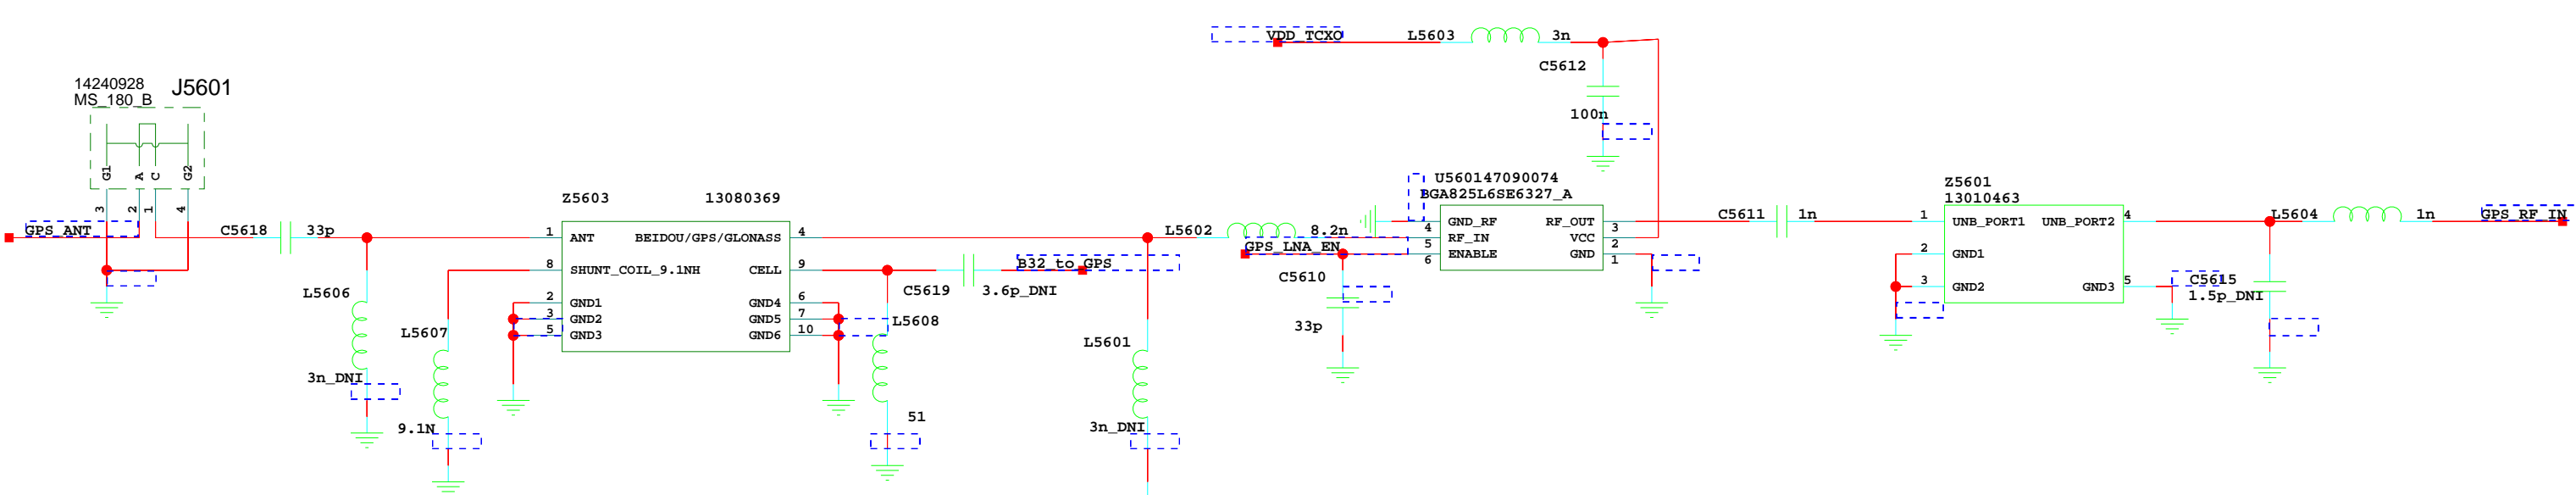 VDD_TCXO
L5603
3n
C5612
100n
14240928
MS_180_B
J5601
G1
A
C
G2
3
2
1
4
GPS_ANT
C5618
33p
L5606
3n_DNI
L5607
9.1N
Z5603
13080369
1
ANT
BEIDOU/GPS/GLONASS
4
8
SHUNT_COIL_9.1NH
CELL
9
2
GND1
GND4
6
3
GND2
GND5
7
5
GND3
GND6
10
C5619
3.6p_DNI
B32_to_GPS
L5608
51
L5601
3n_DNI
L5602
8.2n
GPS_LNA_EN
C5610
33p
U560147090074
BGA825L6SE6327_A
GND_RF
RF_OUT
4
3
RF_IN
VCC
5
2
ENABLE
GND
6
1
C5611
1n
Z5601
13010463
1
UNB_PORT1
UNB_PORT2
4
2
GND1
3
GND2
GND3
5
C5615
1.5p_DNI
L5604
1n
GPS_RF_IN